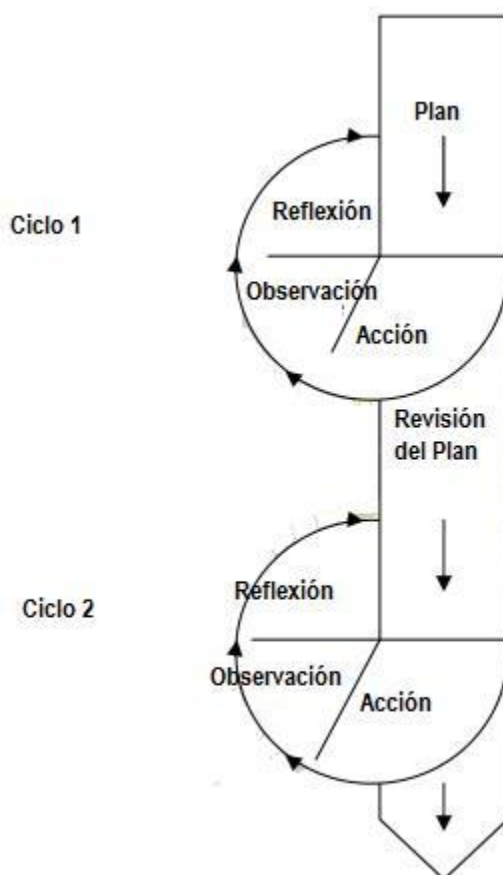 Plan
Reflexión
Ciclo 1
Observación
Acción
Revisión
del Plan
Reflexión
Ciclo 2
Observación
Acción